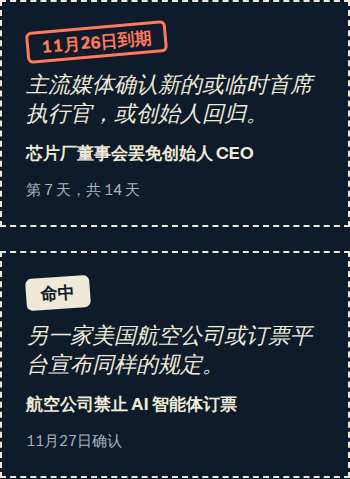 11月26日到期
主流媒体确认新的或临时首席
执行官，或创始人回归。
芯片厂董事会罢免创始人 CEO
第 7 天，共 14 天
命中
另一家美国航空公司或订票平
台宣布同样的规定。
航空公司禁止 AI 智能体订票
11月27日确认